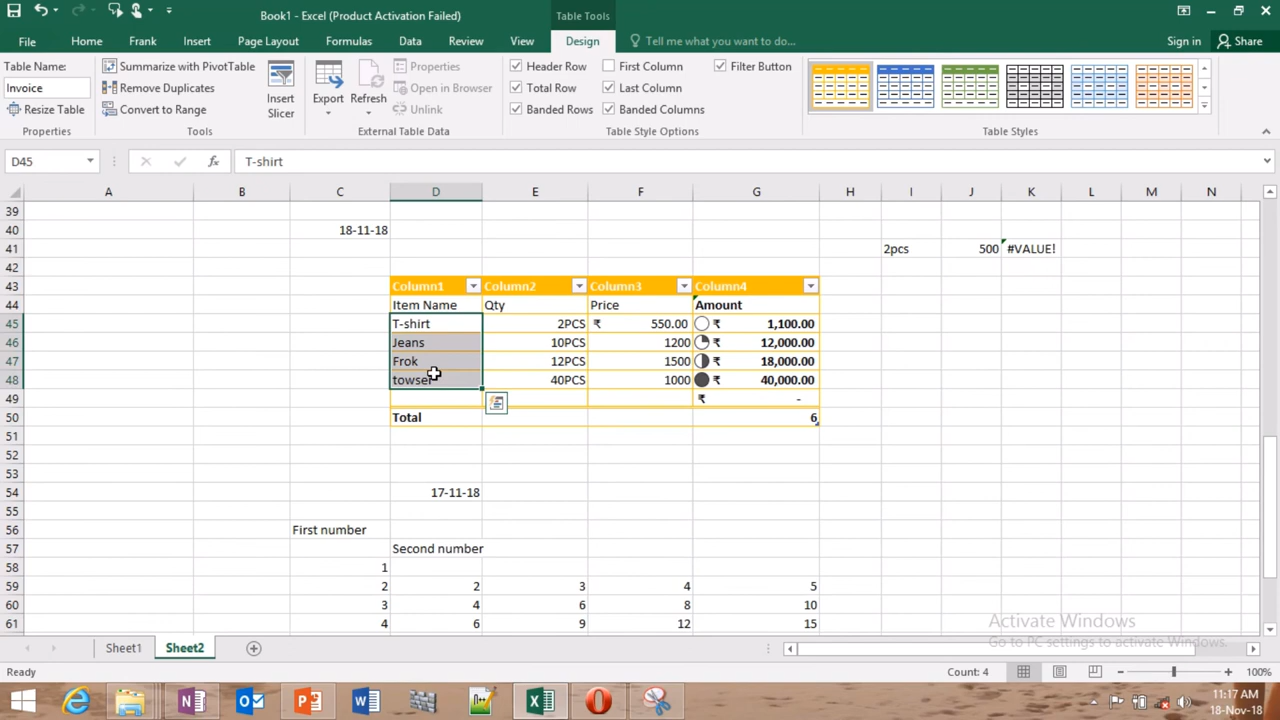 Book1 - Excel (Product Activation Failed)
Table Tools
File Home Frank Insert Page Layout Formulas Data Review View Design Tell me what you want to do... Sign in Share
Table Name:
Invoice
Resize Table
Properties
Summarize with PivotTable
Remove Duplicates
Convert to Range
Tools
Insert
Slicer
Export
Refresh
Properties
Open in Browser
Unlink
External Table Data
Header Row First Column Filter Button
Total Row Last Column
Banded Rows Banded Columns
Table Style Options
Table Styles
D45 fx T-shirt
A B C D E F G H I J K L M N
39
40 18-11-18
41 2pcs 500 #VALUE!
42
43 Column1 Column2 Column3 Column4
44 Item Name Qty Price Amount
45 T-shirt 2PCS ₹ 550.00 ₹ 1,100.00
46 Jeans 10PCS 1200 ₹ 12,000.00
47 Frok 12PCS 1500 ₹ 18,000.00
48 towser 40PCS 1000 ₹ 40,000.00
49 ₹ -
50 Total 6
51
52
53
54 17-11-18
55
56 First number
57 Second number
58 1
59 2 2 3 4 5
60 3 4 6 8 10
61 4 6 9 12 15
Activate Windows
Go to PC settings to activate Windows.
Sheet1 Sheet2
Ready Count: 4 100%
11:17 AM
18-Nov-18